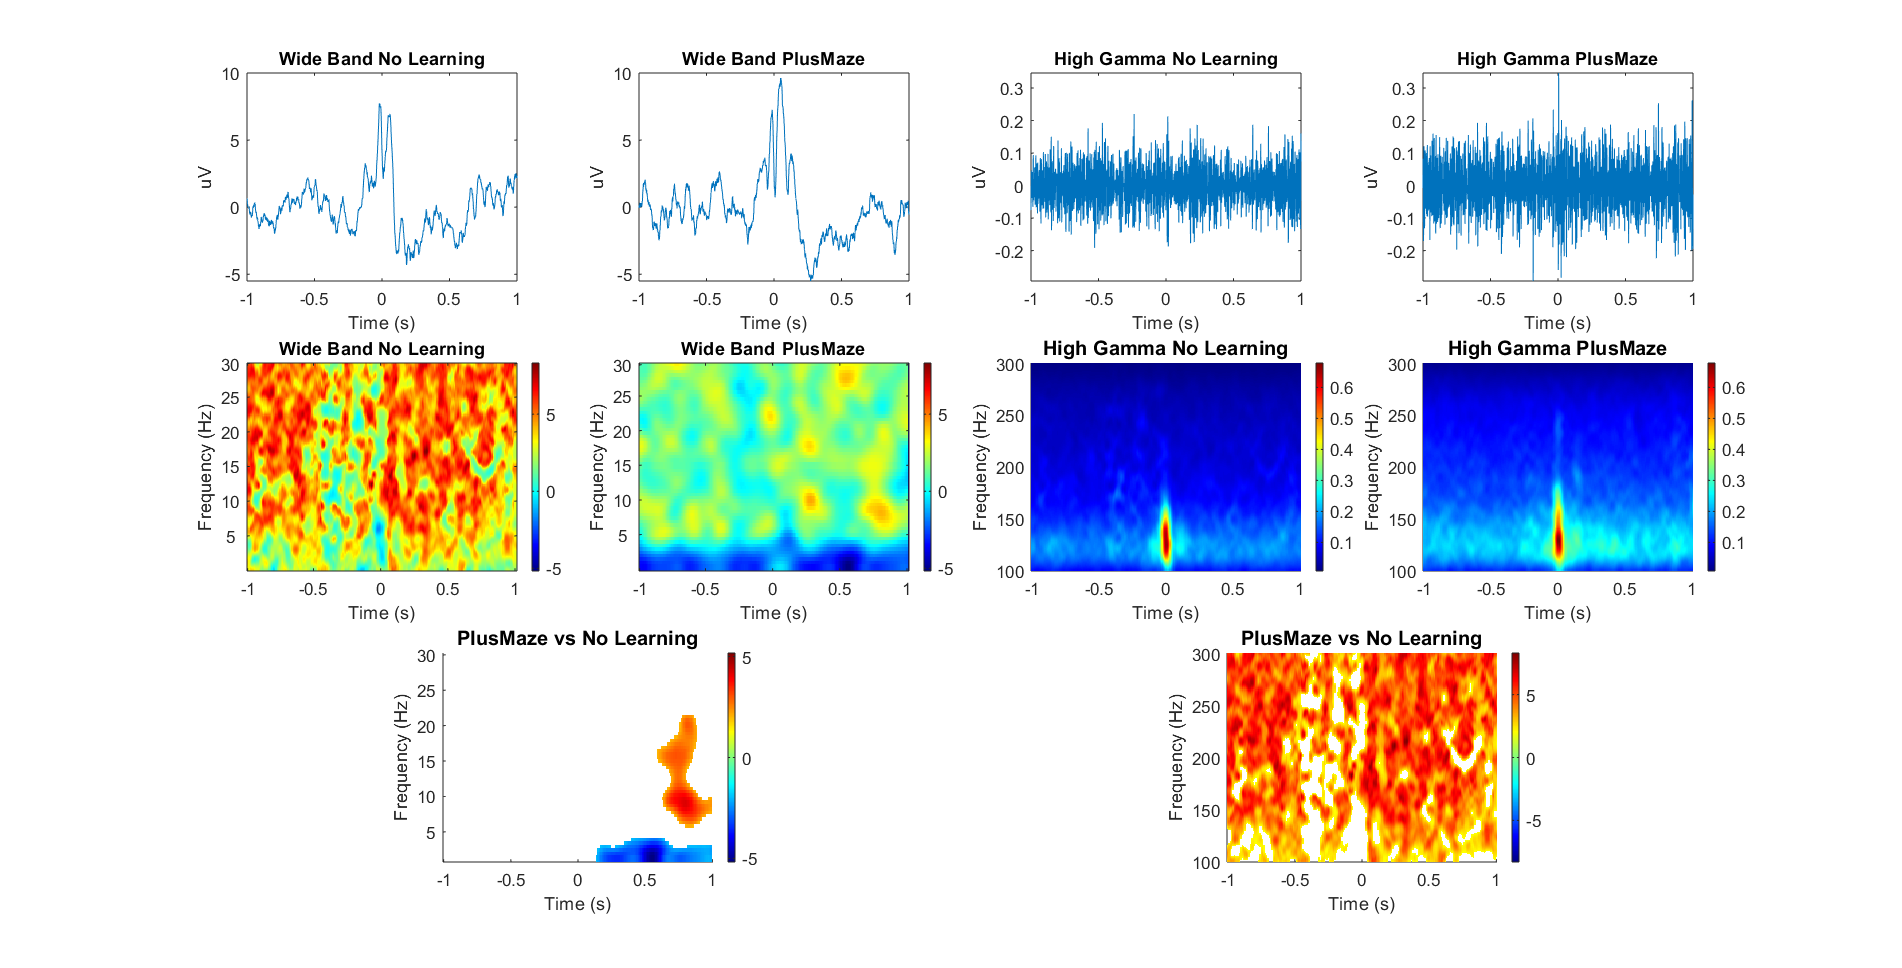 Wide Band No Learning
10
5
0
-5
uV
-1 -0.5 0 0.5 1
Time (s)
Wide Band PlusMaze
10
5
0
-5
uV
-1 -0.5 0 0.5 1
Time (s)
High Gamma No Learning
0.3
0.2
0.1
0
-0.1
-0.2
uV
-1 -0.5 0 0.5 1
Time (s)
High Gamma PlusMaze
0.3
0.2
0.1
0
-0.1
-0.2
uV
-1 -0.5 0 0.5 1
Time (s)
Wide Band No Learning
30
25
20
15
10
5
Frequency (Hz)
-1 -0.5 0 0.5 1
Time (s)
5
0
-5
Wide Band PlusMaze
30
25
20
15
10
5
Frequency (Hz)
-1 -0.5 0 0.5 1
Time (s)
5
0
-5
High Gamma No Learning
300
250
200
150
100
Frequency (Hz)
-1 -0.5 0 0.5 1
Time (s)
0.6
0.5
0.4
0.3
0.2
0.1
High Gamma PlusMaze
300
250
200
150
100
Frequency (Hz)
-1 -0.5 0 0.5 1
Time (s)
0.6
0.5
0.4
0.3
0.2
0.1
PlusMaze vs No Learning
30
25
20
15
10
5
Frequency (Hz)
-1 -0.5 0 0.5 1
Time (s)
5
0
-5
PlusMaze vs No Learning
300
250
200
150
100
Frequency (Hz)
-1 -0.5 0 0.5 1
Time (s)
5
0
-5